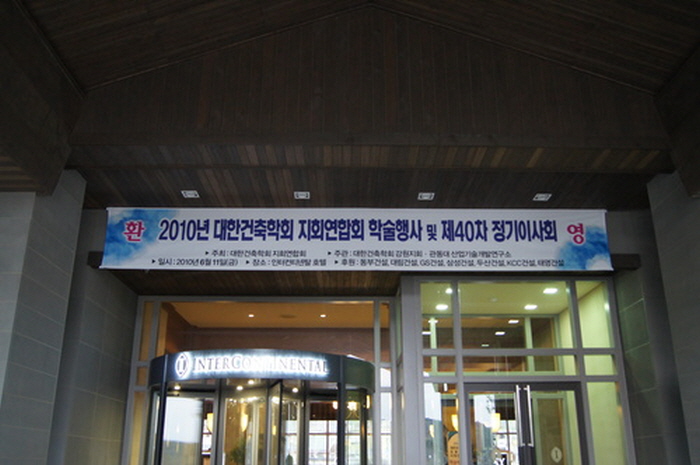 환 2010년 대한건축학회 지회연합회 학술행사 및 제40차 정기이사회 영
▶주최 : 대한건축학회 지회연합회 ▶주관 : 대한건축학회 강원지회 · 관동대 산업기술개발연구소
▶일시 : 2010년 6월 11일(금) ▶장소 : 인터컨티넨탈 호텔 ▶후원 : 동부건설, 대림건설, GS건설, 삼성건설, 두산건설, KCC건설, 태영건설
INTERCONTINENTAL